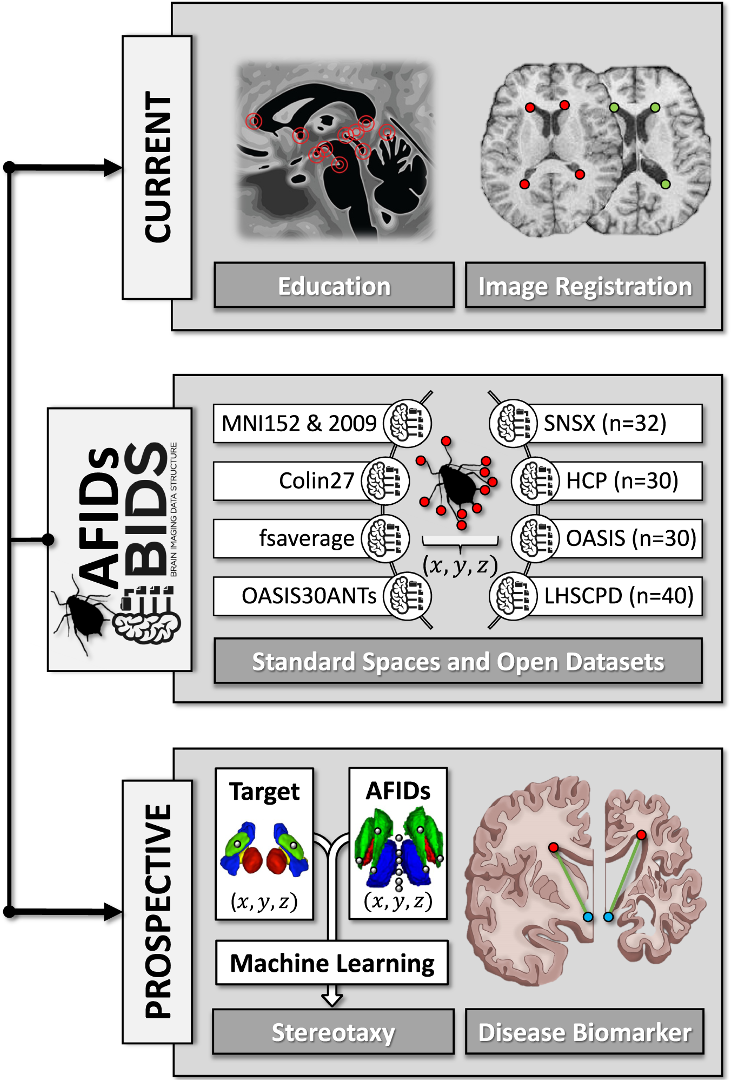 CURRENT
Education
Image Registration
AFIDs
BIDS
BRAIN IMAGING DATA STRUCTURE
MNI152 & 2009
SNSX (n=32)
Colin27
HCP (n=30)
fsaverage
OASIS (n=30)
(x, y, z)
OASIS30ANTs
LHSCPD (n=40)
Standard Spaces and Open Datasets
PROSPECTIVE
Target
AFIDs
(x, y, z)
(x, y, z)
Machine Learning
Stereotaxy
Disease Biomarker